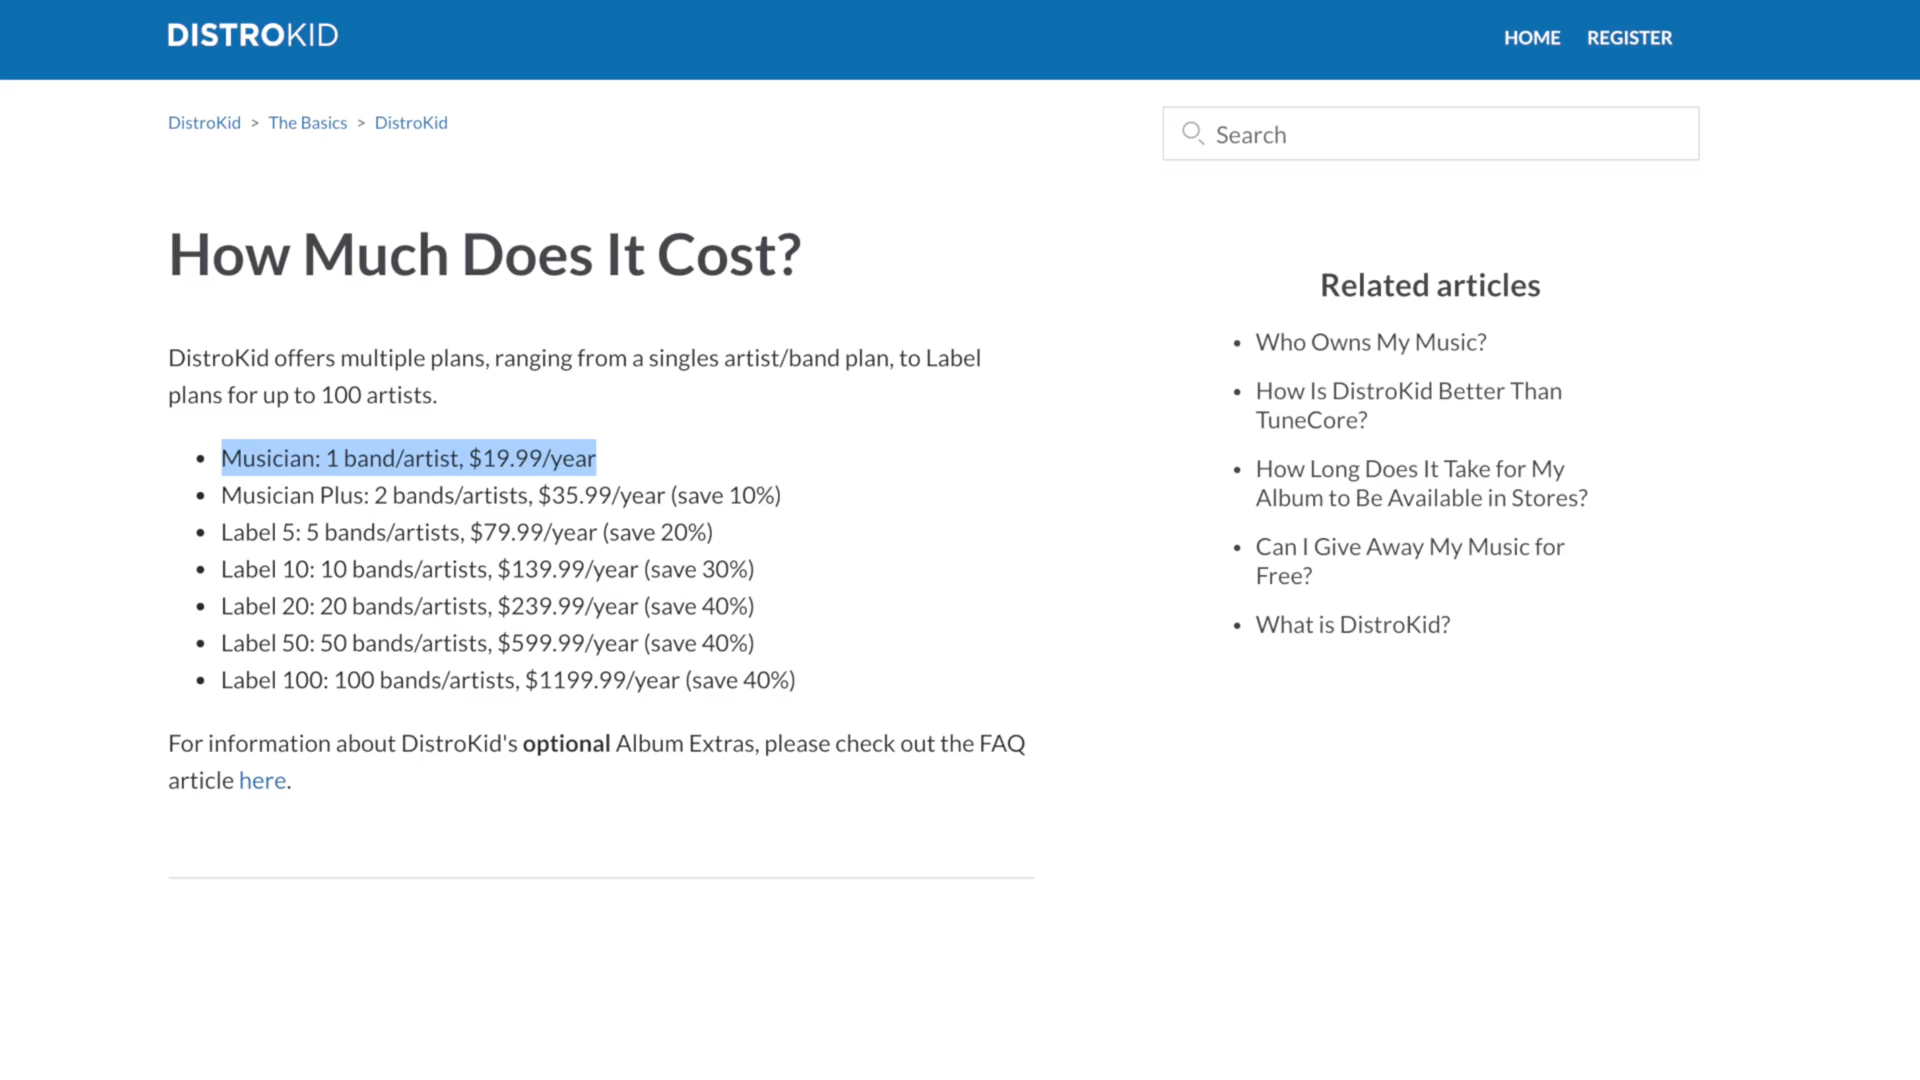 DISTROKID
HOME REGISTER
DistroKid > The Basics > DistroKid
Search
How Much Does It Cost?
DistroKid offers multiple plans, ranging from a singles artist/band plan, to Label
plans for up to 100 artists.
• Musician: 1 band/artist, $19.99/year
• Musician Plus: 2 bands/artists, $35.99/year (save 10%)
• Label 5: 5 bands/artists, $79.99/year (save 20%)
• Label 10: 10 bands/artists, $139.99/year (save 30%)
• Label 20: 20 bands/artists, $239.99/year (save 40%)
• Label 50: 50 bands/artists, $599.99/year (save 40%)
• Label 100: 100 bands/artists, $1199.99/year (save 40%)
For information about DistroKid's optional Album Extras, please check out the FAQ
article here.
Related articles
• Who Owns My Music?
• How Is DistroKid Better Than
TuneCore?
• How Long Does It Take for My
Album to Be Available in Stores?
• Can I Give Away My Music for
Free?
• What is DistroKid?